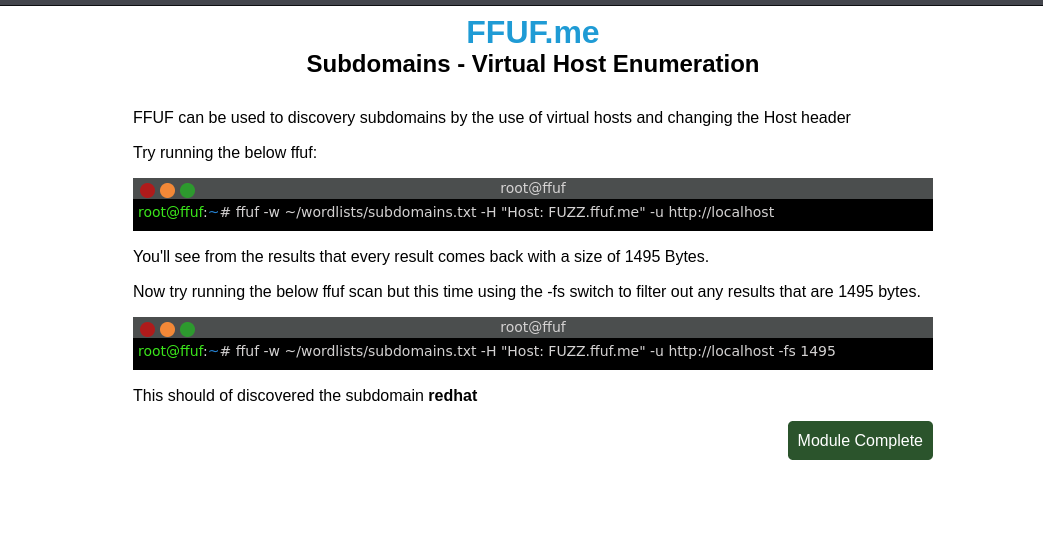 FFUF.me
Subdomains - Virtual Host Enumeration
FFUF can be used to discovery subdomains by the use of virtual hosts and changing the Host header
Try running the below ffuf:
root@ffuf
root@ffuf:~# ffuf -w ~/wordlists/subdomains.txt -H "Host: FUZZ.ffuf.me" -u http://localhost
You'll see from the results that every result comes back with a size of 1495 Bytes.
Now try running the below ffuf scan but this time using the -fs switch to filter out any results that are 1495 bytes.
root@ffuf
root@ffuf:~# ffuf -w ~/wordlists/subdomains.txt -H "Host: FUZZ.ffuf.me" -u http://localhost -fs 1495
This should of discovered the subdomain redhat
Module Complete